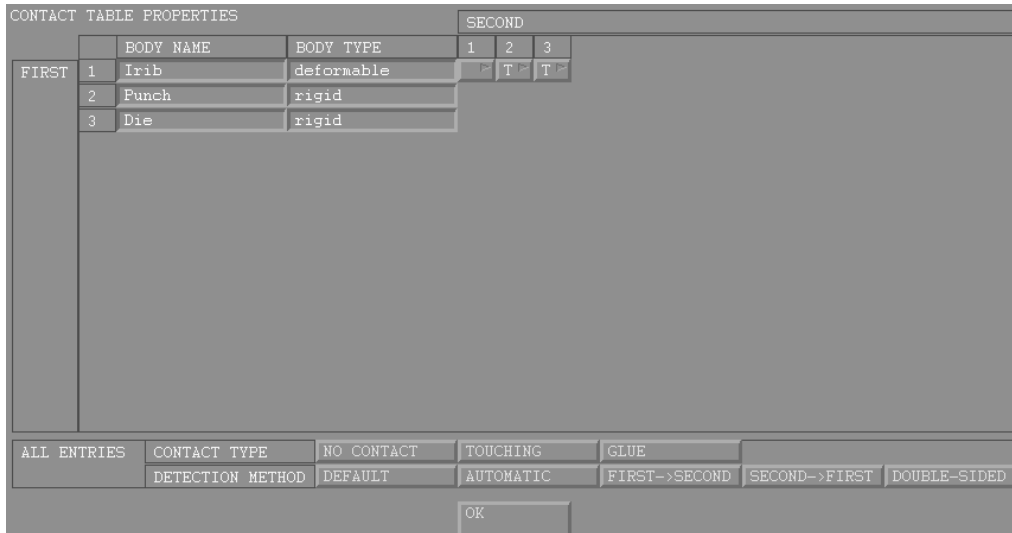 CONTACT TABLE PROPERTIES
SECOND
BODY NAME BODY TYPE 1 2 3
FIRST 1 Irib deformable T T
2 Punch rigid
3 Die rigid
ALL ENTRIES CONTACT TYPE NO CONTACT TOUCHING GLUE
DETECTION METHOD DEFAULT AUTOMATIC FIRST->SECOND SECOND->FIRST DOUBLE-SIDED
OK